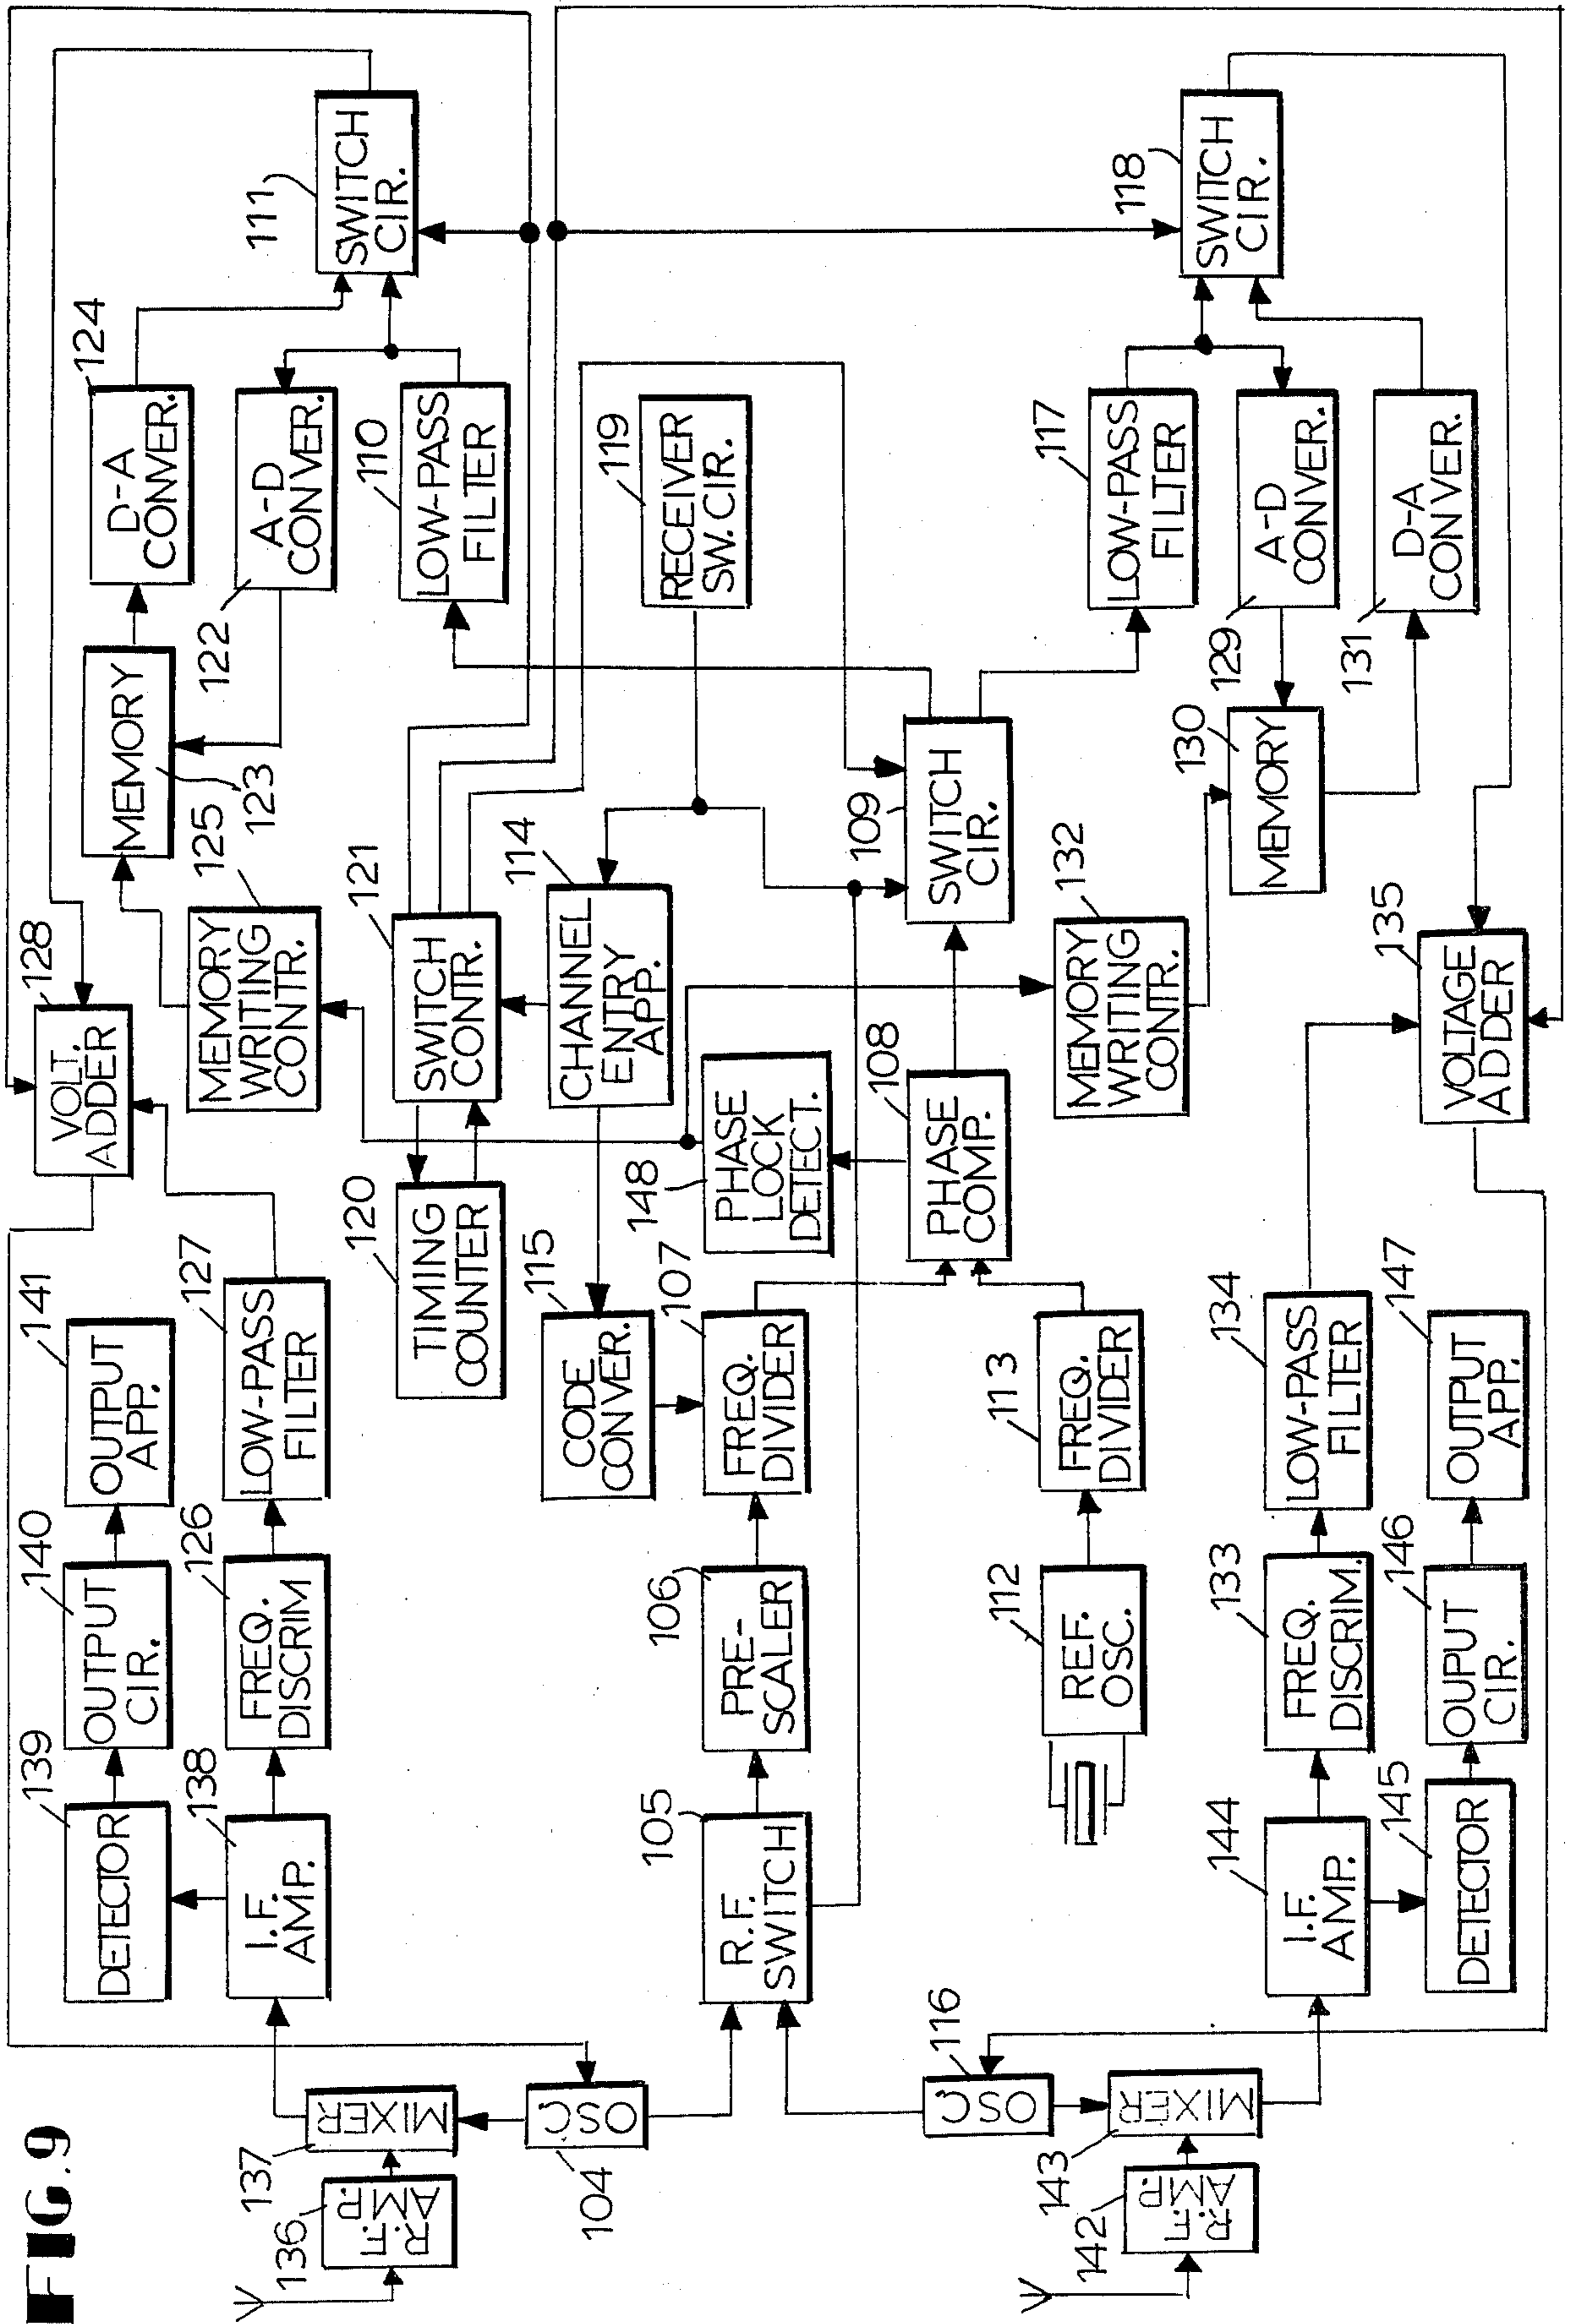 FIG.9
136
R.F.
AMP.
137
MIXER
104
OSC.
139
DETECTOR
140
OUTPUT
CIR.
141
OUTPUT
APP.
138
I.F.
AMP.
126
FREQ.
DISCRIM
127
LOW-PASS
FILTER
128
VOLT.
ADDER
125
MEMORY
WRITING
CONTR.
123
MEMORY
124
D-A
CONVER.
122
A-D
CONVER.
110
LOW-PASS
FILTER
111
SWITCH
CIR.
120
TIMING
COUNTER
121
SWITCH
CONTR.
115
CODE
CONVER.
114
CHANNEL
ENTRY
APP.
119
RECEIVER
SW. CIR.
105
R.F.
SWITCH
106
PRE-
SCALER
107
FREQ.
DIVIDER
148
PHASE
LOCK
DETECT.
108
PHASE
COMP.
109
SWITCH
CIR.
112
REF.
OSC.
113
FREQ.
DIVIDER
132
MEMORY
WRITING
CONTR.
130
MEMORY
117
LOW-PASS
FILTER
129
A-D
CONVER.
131
D-A
CONVER.
118
SWITCH
CIR.
116
OSC
142
R.F.
AMP.
143
MIXER
144
I.F.
AMP.
133
FREQ.
DISCRIM.
134
LOW-PASS
FILTER
135
VOLTAGE
ADDER
145
DETECTOR
146
OUPUT
CIR.
147
OUTPUT
APP.